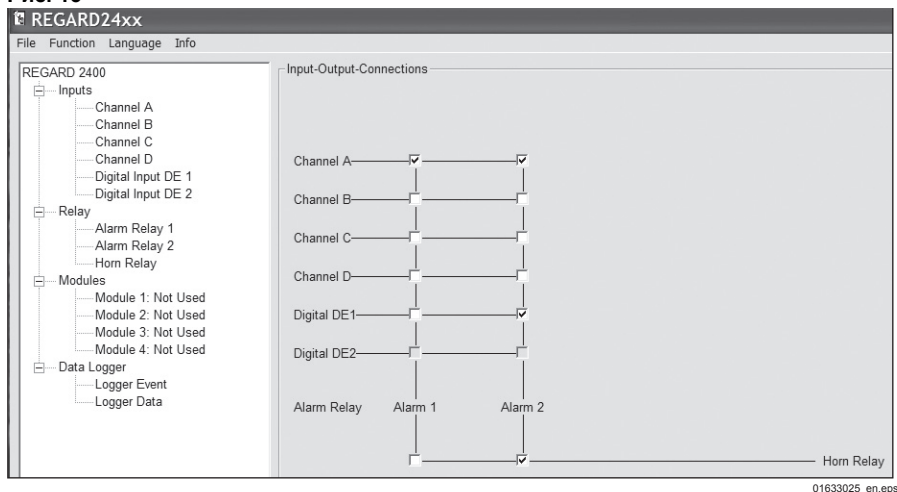 REGARD24xx
File Function Language Info
REGARD 2400
Inputs
Channel A
Channel B
Channel C
Channel D
Digital Input DE 1
Digital Input DE 2
Relay
Alarm Relay 1
Alarm Relay 2
Horn Relay
Modules
Module 1: Not Used
Module 2: Not Used
Module 3: Not Used
Module 4: Not Used
Data Logger
Logger Event
Logger Data
Input-Output-Connections
Channel A
Channel B
Channel C
Channel D
Digital DE1
Digital DE2
Alarm Relay Alarm 1 Alarm 2
Horn Relay
01633025_en.eps